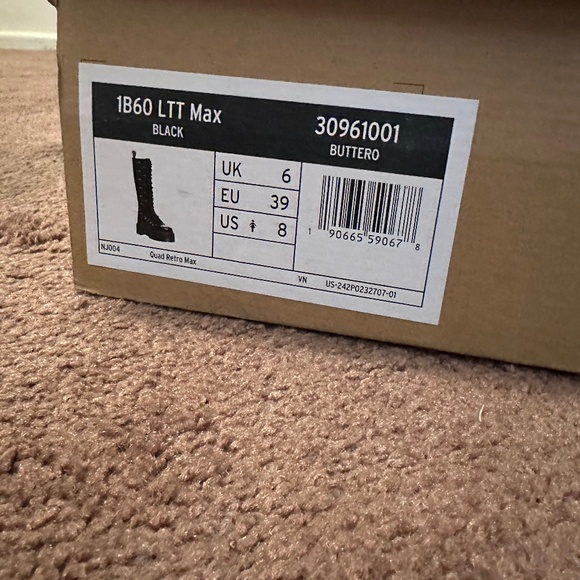 1B60 LTT Max
BLACK
30961001
BUTTERO
UK 6
EU 39
US 8
1 90665 59067 8
NJ004
Quad Retro Max
VN
US-242P0232707-01